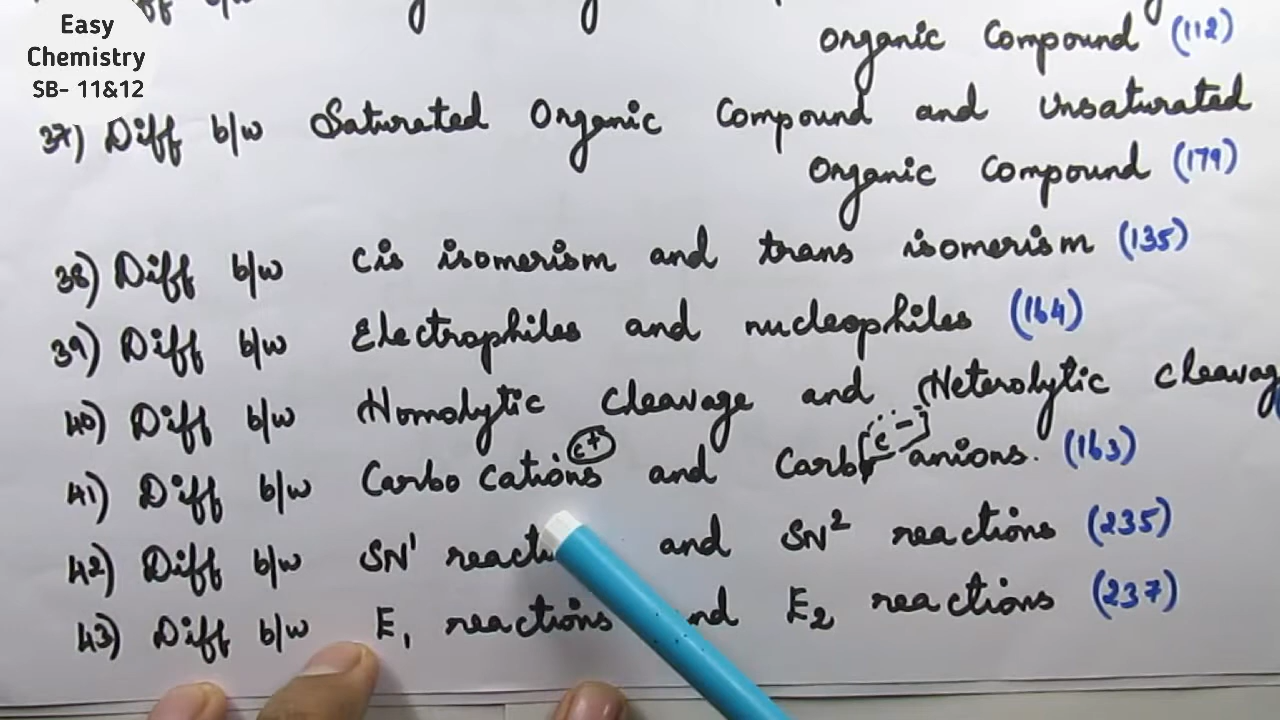 Easy
Chemistry
SB- 11&12
organic Compound (112)
37) Diff b/w Saturated Organic Compound and Unsaturated
Organic Compound (179)
38) Diff b/w Cis isomerism and trans isomerism (135)
39) Diff b/w Electrophiles and nucleophiles (164)
40) Diff b/w Homolytic Cleavage and Heterolytic Cleavag
C+ C-
41) Diff b/w Carbo cations and Carb anions. (163)
42) Diff b/w SN1 reacti and SN2 reactions (235)
43) Diff b/w E1 reactions nd E2 reactions (237)